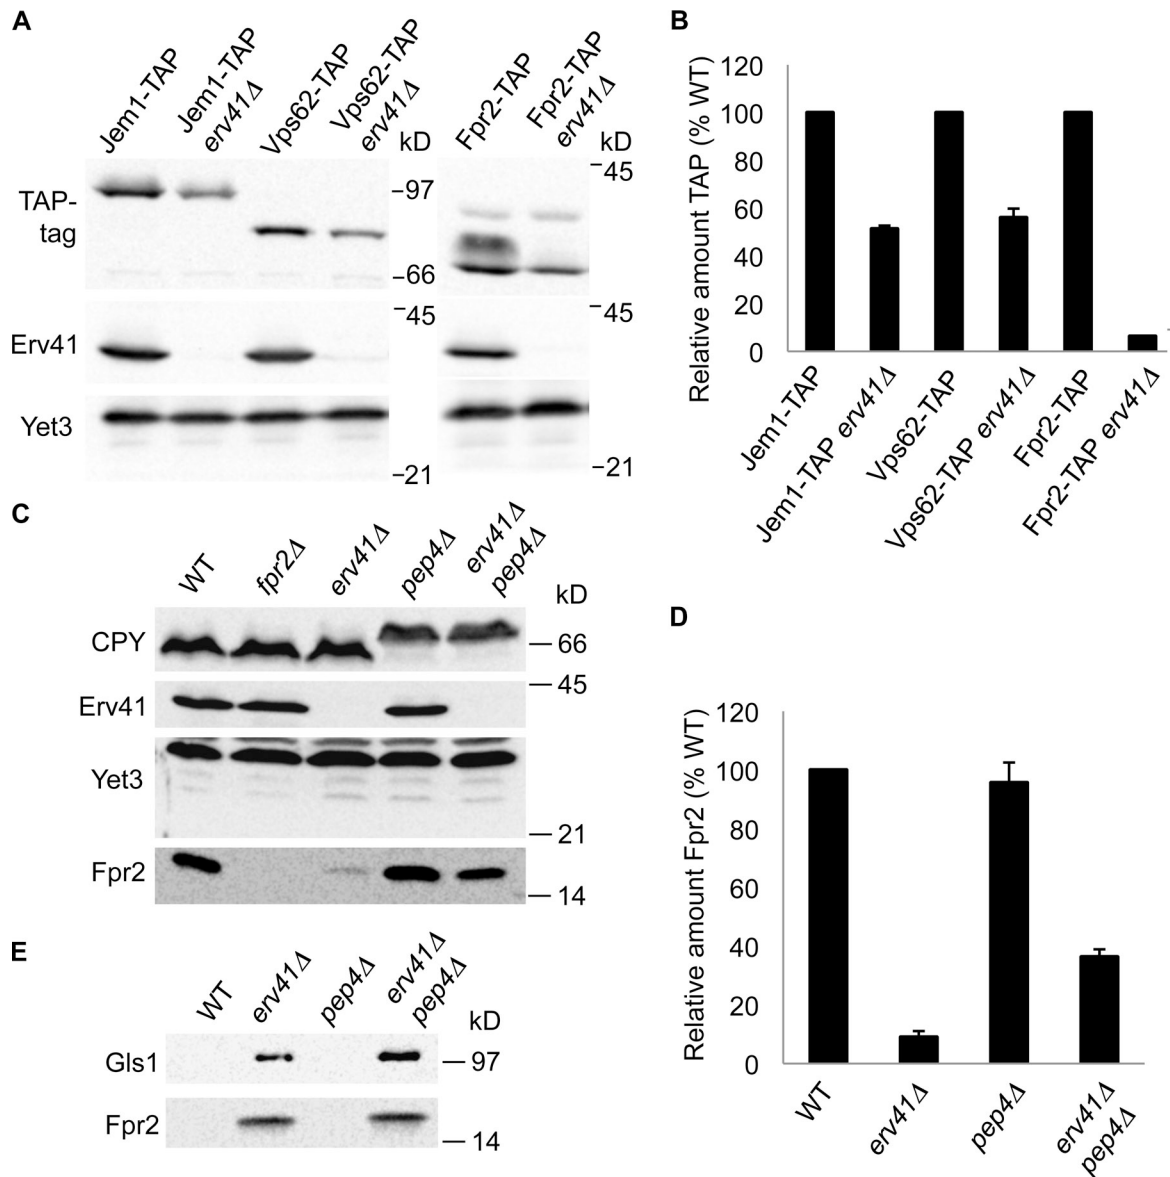 A
Jem1-TAP
Jem1-TAP
erv41Δ
Vps62-TAP
Vps62-TAP
erv41Δ
kD
Fpr2-TAP
Fpr2-TAP
erv41Δ
TAP-
tag
97
66
45
Erv41
45
45
Yet3
21
21
B
Relative amount TAP (% WT)
120
100
80
60
40
20
0
Jem1-TAP
Jem1-TAP erv41Δ
Vps62-TAP
Vps62-TAP erv41Δ
Fpr2-TAP
Fpr2-TAP erv41Δ
C
WT
fpr2Δ
erv41Δ
pep4Δ
erv41Δ
pep4Δ
kD
CPY
66
Erv41
45
Yet3
21
Fpr2
14
D
Relative amount Fpr2 (% WT)
120
100
80
60
40
20
0
WT
erv41Δ
pep4Δ
erv41Δ
pep4Δ
E
WT
erv41Δ
pep4Δ
erv41Δ
pep4Δ
kD
Gls1
97
Fpr2
14